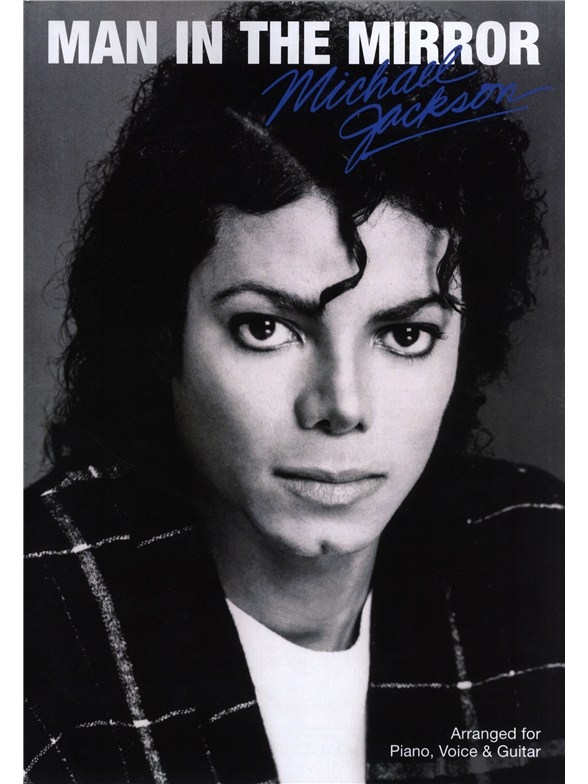 MAN IN THE MIRROR
Michael
Jackson
Arranged for
Piano, Voice & Guitar